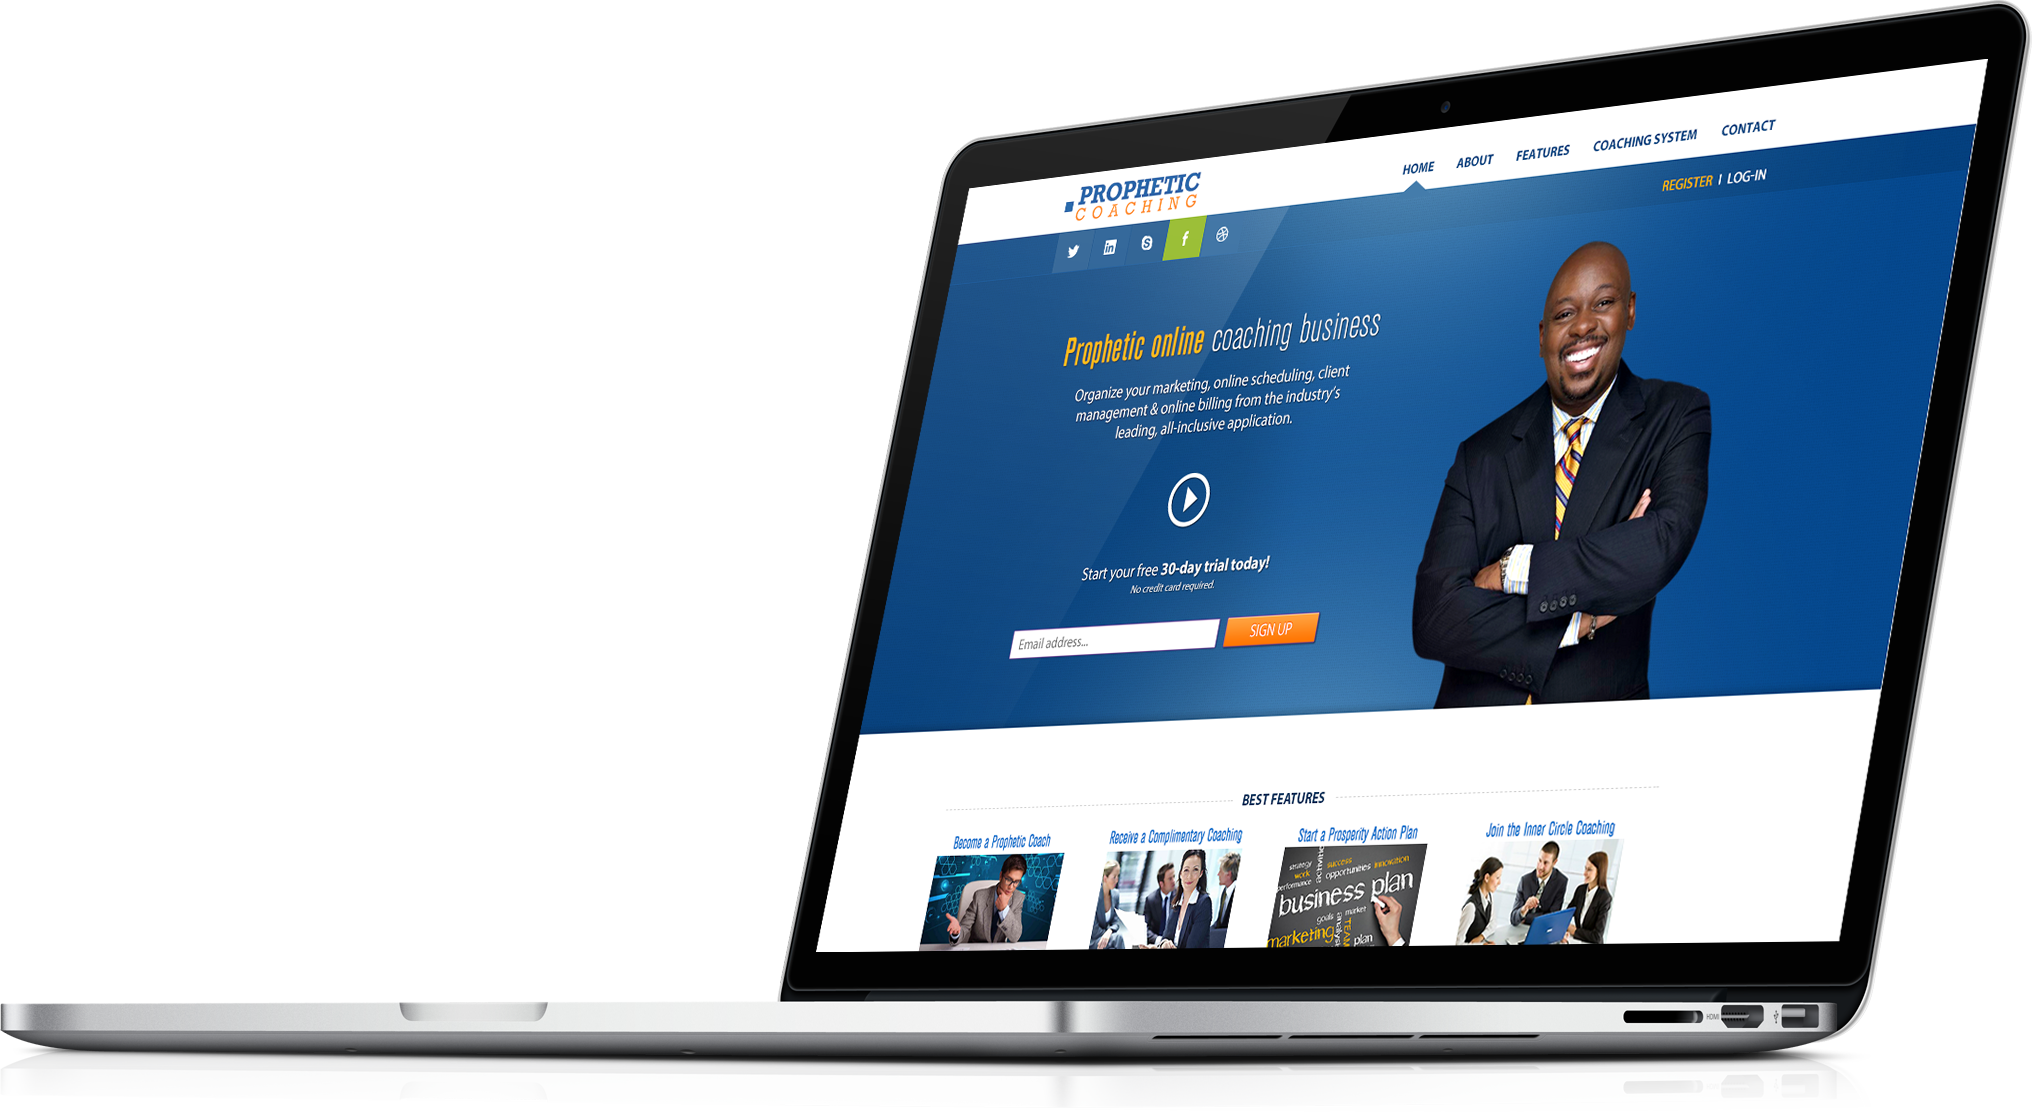 HOME ABOUT FEATURES COACHING SYSTEM CONTACT
PROPHETIC
COACHING
REGISTER | LOG-IN
Prophetic online coaching business
Organize your marketing, online scheduling, client
management & online billing from the industry's
leading, all-inclusive application.
Start your free 30-day trial today!
No credit card required.
Email address...
SIGN UP
BEST FEATURES
Become a Prophetic Coach
Receive a Complimentary Coaching
Start a Prosperity Action Plan
Join the Inner Circle Coaching
strategy success innovation
work opportunities
performance
business plan
goals market
marketing TEAM plan
HDMI